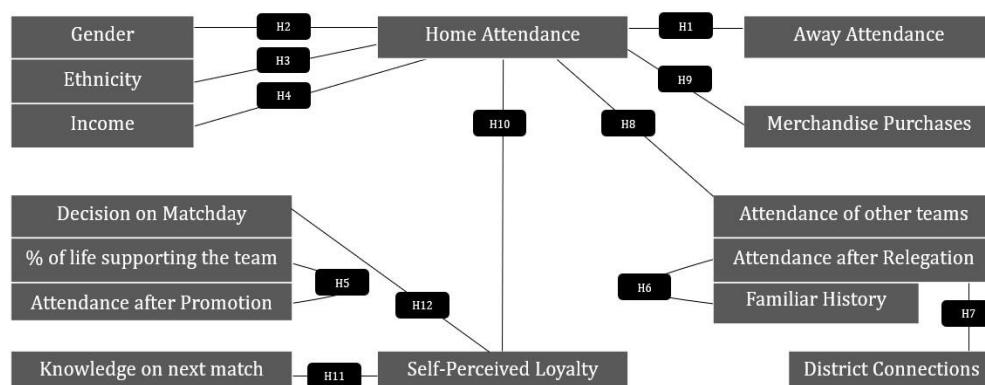 Gender
H2
Home Attendance
H1
Away Attendance
Ethnicity
H3
H9
Income
H4
H10
H8
Merchandise Purchases
Decision on Matchday
Attendance of other teams
% of life supporting the team
H5
Attendance after Relegation
H6
Attendance after Promotion
H12
Familiar History
H7
Knowledge on next match
H11
Self-Perceived Loyalty
District Connections